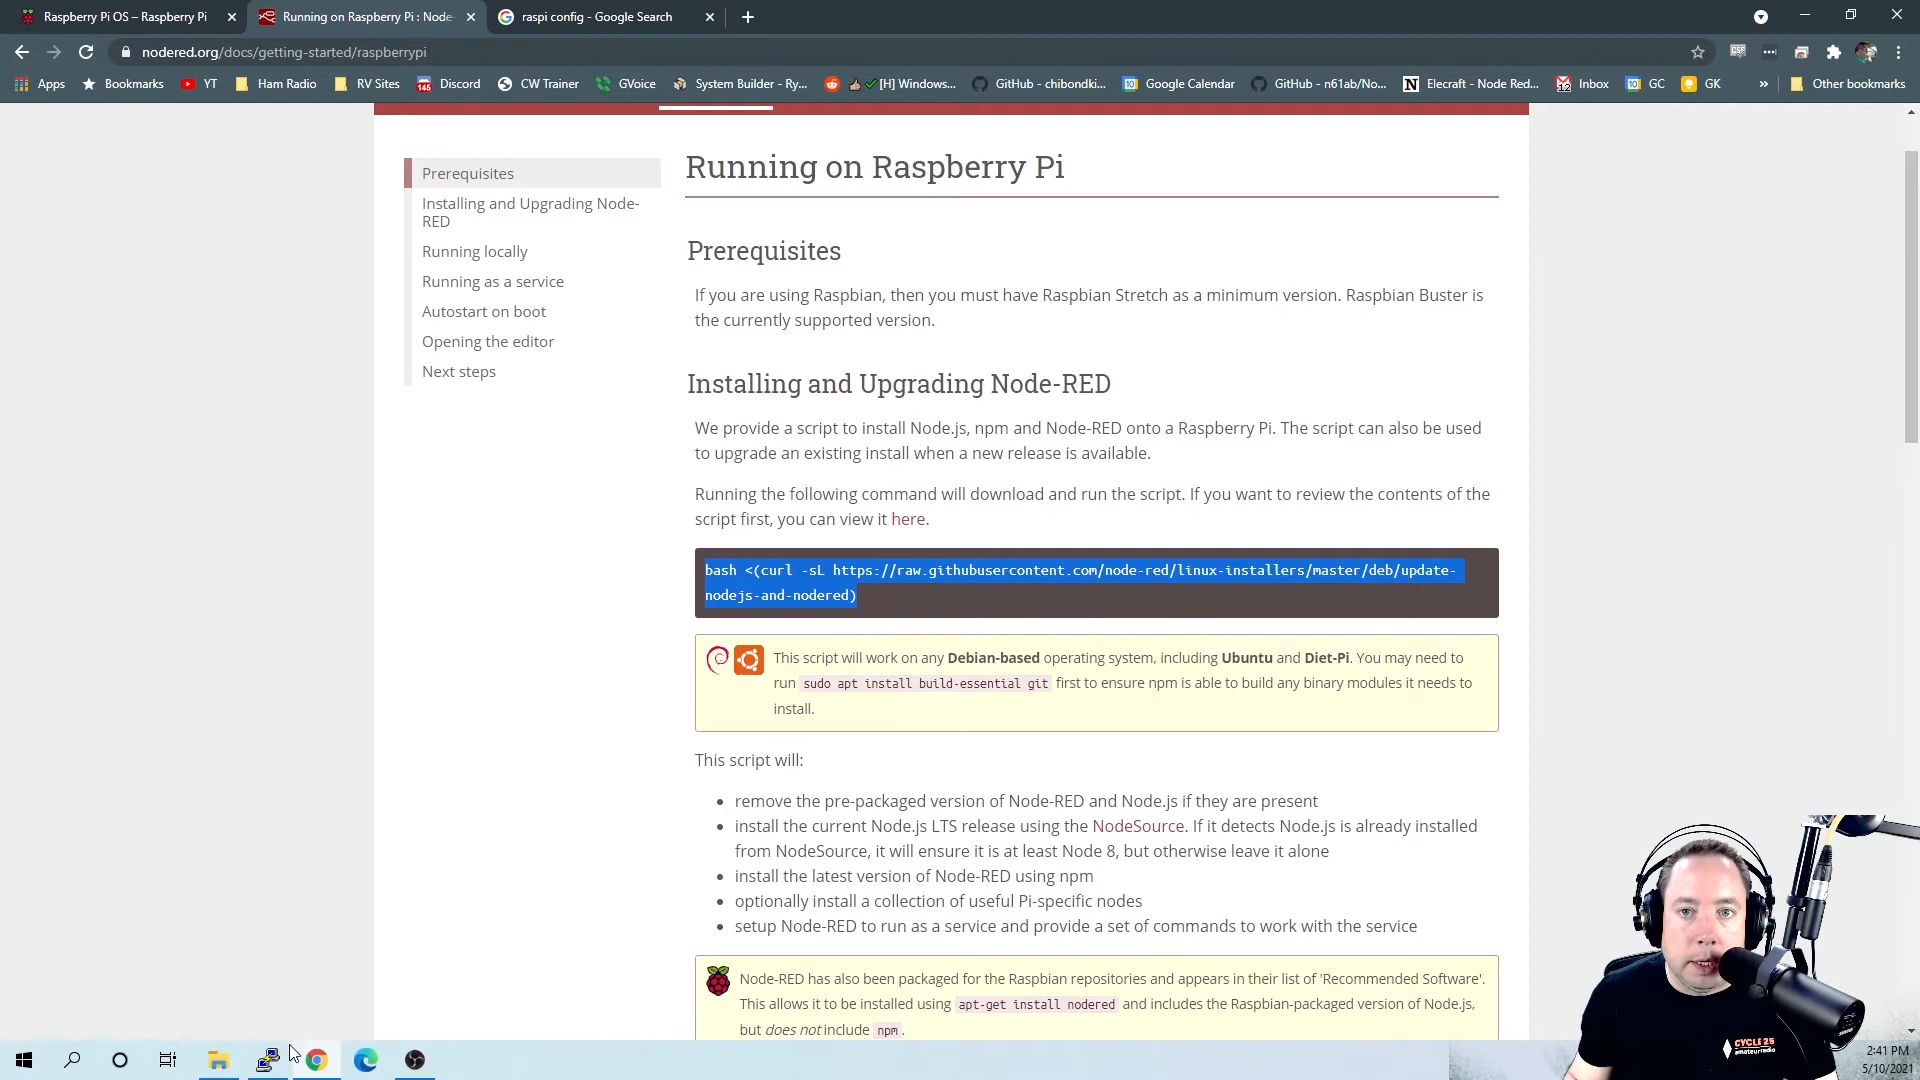 Raspberry Pi OS – Raspberry Pi
Running on Raspberry Pi : Node-
raspi config - Google Search
nodered.org/docs/getting-started/raspberrypi
Apps
Bookmarks
YT
Ham Radio
RV Sites
145
Discord
CW Trainer
GVoice
System Builder - Ry...
[H] Windows...
GitHub - chibondki...
Google Calendar
GitHub - n61ab/No...
Elecraft - Node Red...
12
Inbox
GC
GK
»
Other bookmarks
Prerequisites
Installing and Upgrading Node-
RED
Running locally
Running as a service
Autostart on boot
Opening the editor
Next steps
Running on Raspberry Pi
Prerequisites
If you are using Raspbian, then you must have Raspbian Stretch as a minimum version. Raspbian Buster is
the currently supported version.
Installing and Upgrading Node-RED
We provide a script to install Node.js, npm and Node-RED onto a Raspberry Pi. The script can also be used
to upgrade an existing install when a new release is available.
Running the following command will download and run the script. If you want to review the contents of the
script first, you can view it here.
bash <(curl -sL https://raw.githubusercontent.com/node-red/linux-installers/master/deb/update-
nodejs-and-nodered)
This script will work on any Debian-based operating system, including Ubuntu and Diet-Pi. You may need to
run sudo apt install build-essential git first to ensure npm is able to build any binary modules it needs to
install.
This script will:
remove the pre-packaged version of Node-RED and Node.js if they are present
install the current Node.js LTS release using the NodeSource. If it detects Node.js is already installed
from NodeSource, it will ensure it is at least Node 8, but otherwise leave it alone
install the latest version of Node-RED using npm
optionally install a collection of useful Pi-specific nodes
setup Node-RED to run as a service and provide a set of commands to work with the service
Node-RED has also been packaged for the Raspbian repositories and appears in their list of 'Recommended Software'.
This allows it to be installed using apt-get install nodered and includes the Raspbian-packaged version of Node.js,
but does not include npm.
CYCLE 25
amateurradio
2:41 PM
5/10/2021